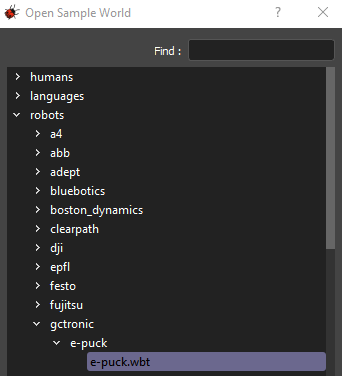 Open Sample World
Find :
humans
languages
robots
a4
abb
adept
bluebotics
boston_dynamics
clearpath
dji
epfl
festo
fujitsu
gctronic
e-puck
e-puck.wbt